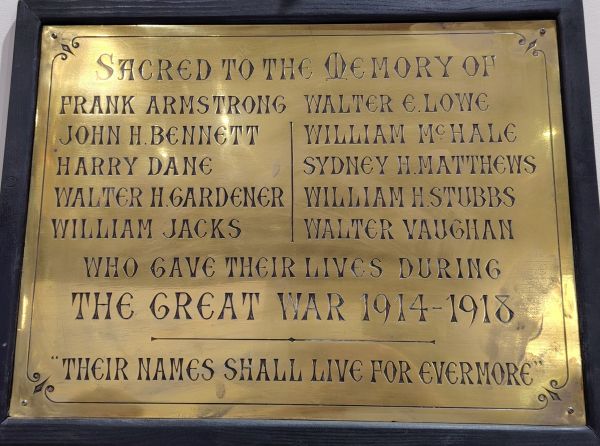 SACRED TO THE MEMORY OF
FRANK ARMSTRONG WALTER E. LOWE
JOHN H. BENNETT WILLIAM McHALE
HARRY DANE SYDNEY H. MATTHEWS
WALTER H. GARDENER WILLIAM H. STUBBS
WILLIAM JACKS WALTER VAUGHAN
WHO GAVE THEIR LIVES DURING
THE GREAT WAR 1914-1918
"THEIR NAMES SHALL LIVE FOR EVERMORE"